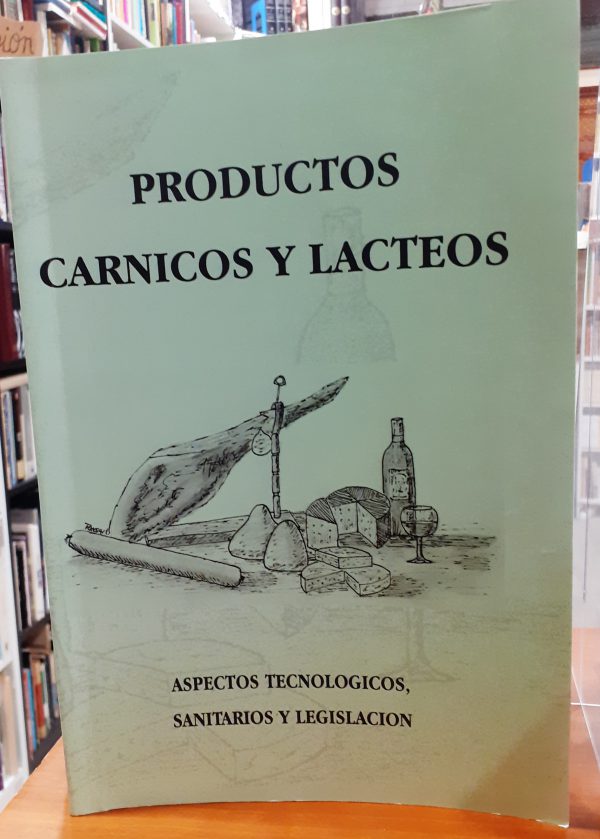 PRODUCTOS
CARNICOS Y LACTEOS
ASPECTOS TECNOLOGICOS,
SANITARIOS Y LEGISLACION